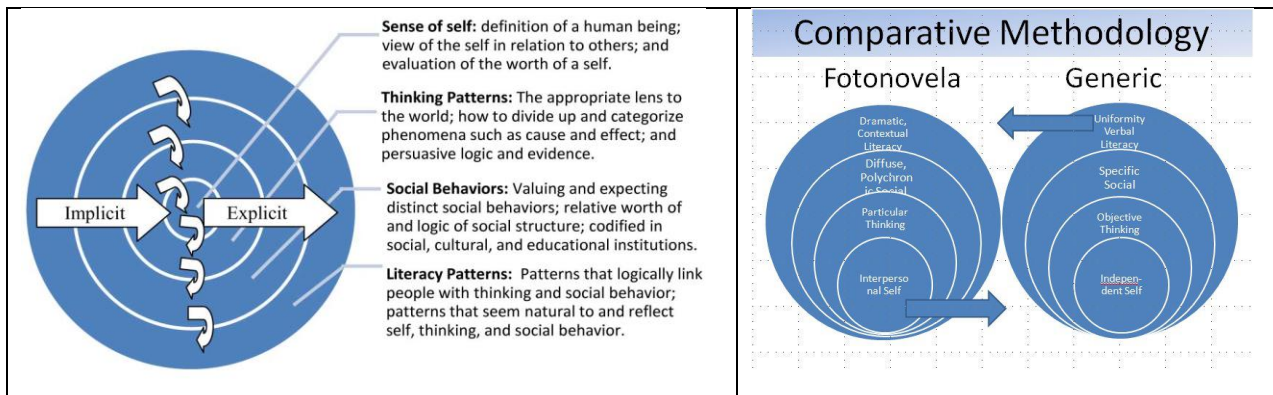 Sense of self: definition of a human being;
view of the self in relation to others; and
evaluation of the worth of a self.
Thinking Patterns: The appropriate lens to
the world; how to divide up and categorize
phenomena such as cause and effect; and
persuasive logic and evidence.
Social Behaviors: Valuing and expecting
distinct social behaviors; relative worth of
and logic of social structure; codified in
social, cultural, and educational institutions.
Literacy Patterns: Patterns that logically link
people with thinking and social behavior;
patterns that seem natural to and reflect
self, thinking, and social behavior.
Implicit
Explicit
Comparative Methodology
Fotonovela
Dramatic,
Contextual
Literacy
Diffuse,
Polychron
ic Social
Particular
Thinking
Interperso
nal Self
Generic
Uniformity
Verbal
Literacy
Specific
Social
Objective
Thinking
Indepen-
dent Self